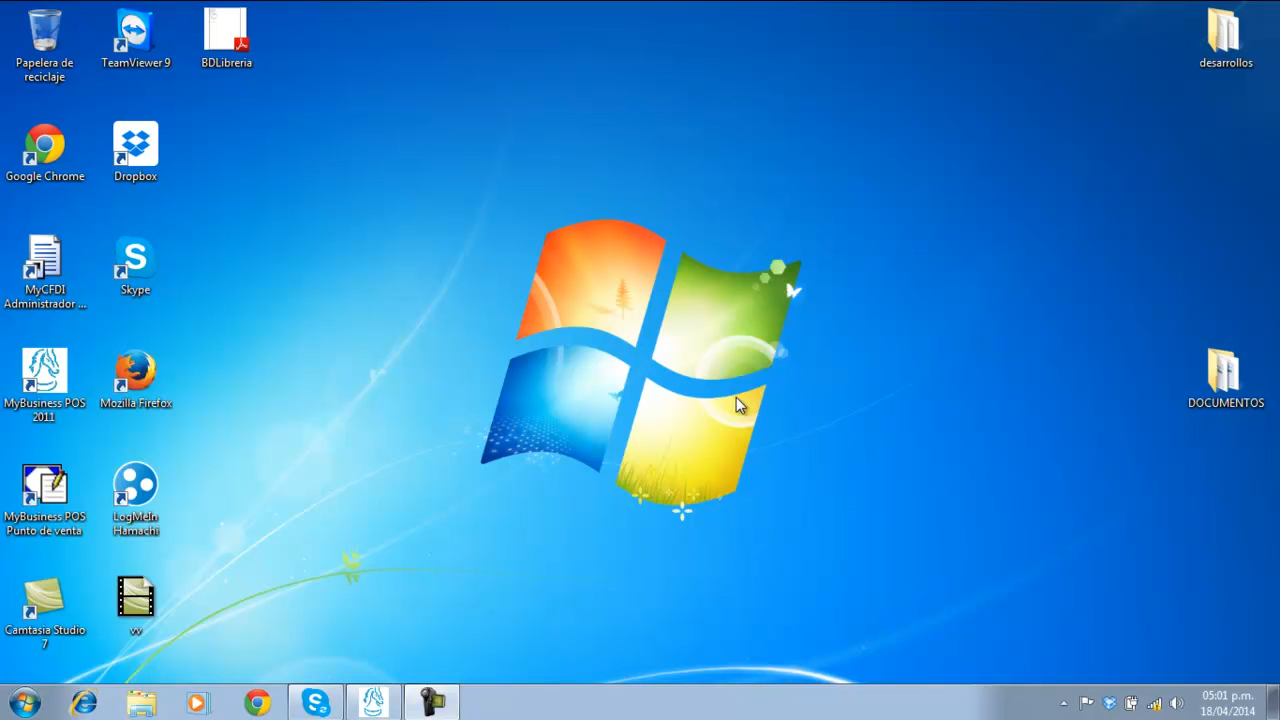 Papelera de
reciclaje
TeamViewer 9
BDLibreria
desarrollos
Google Chrome
Dropbox
MyCFDI
Administrador ...
Skype
MyBusiness POS
2011
Mozilla Firefox
DOCUMENTOS
MyBusiness POS
Punto de venta
LogMeIn
Hamachi
Camtasia Studio
7
vv
05:01 p.m.
18/04/2014